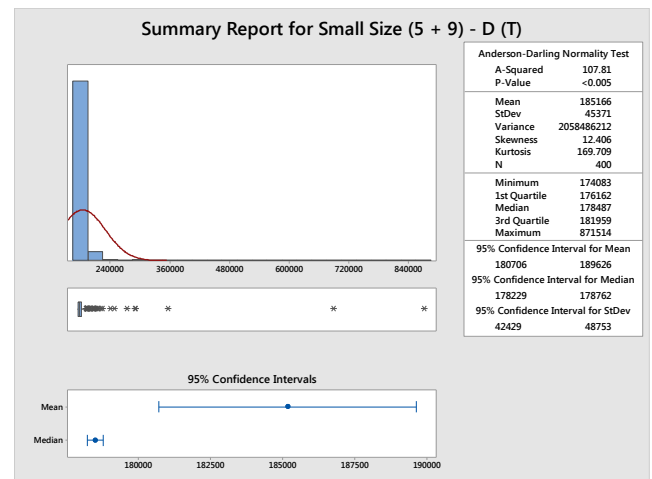 Summary Report for Small Size (5 + 9) - D (T)
Anderson-Darling Normality Test
A-Squared 107.81
P-Value <0.005
Mean 185166
StDev 45371
Variance 2058486212
Skewness 12.406
Kurtosis 169.709
N 400
Minimum 174083
1st Quartile 176162
Median 178487
3rd Quartile 181959
Maximum 871514
95% Confidence Interval for Mean
180706 189626
95% Confidence Interval for Median
178229 178762
95% Confidence Interval for StDev
42429 48753
240000 360000 480000 600000 720000 840000
95% Confidence Intervals
Mean
Median
180000 182500 185000 187500 190000